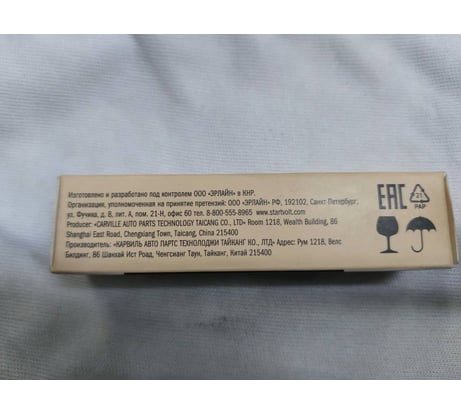 Изготовлено и разработано под контролем ООО «ЭРЛАЙН» в КНР.
Организация, уполномоченная на принятие претензий: ООО «ЭРЛАЙН» РФ, 192102, Санкт-Петербург,
ул. Фучика, д. 8, лит. А, пом. 21-Н, офис 60 тел. 8-800-555-8965 www.startvolt.com
Producer: «CARVILLE AUTO PARTS TECHNOLOGY TAICANG CO., LTD» Room 1218, Wealth Building, 86
Shanghai East Road, Chengxiang Town, Taicang, China 215400
Производитель: «КАРВИЛЬ АВТО ПАРТС ТЕХНОЛОДЖИ ТАЙКАНГ КО., ЛТД» Адрес: Рум 1218, Велс
Билдинг, 86 Шанхай Ист Роад, Ченгсианг Таун, Тайканг, Китай 215400
EAC
21
PAP